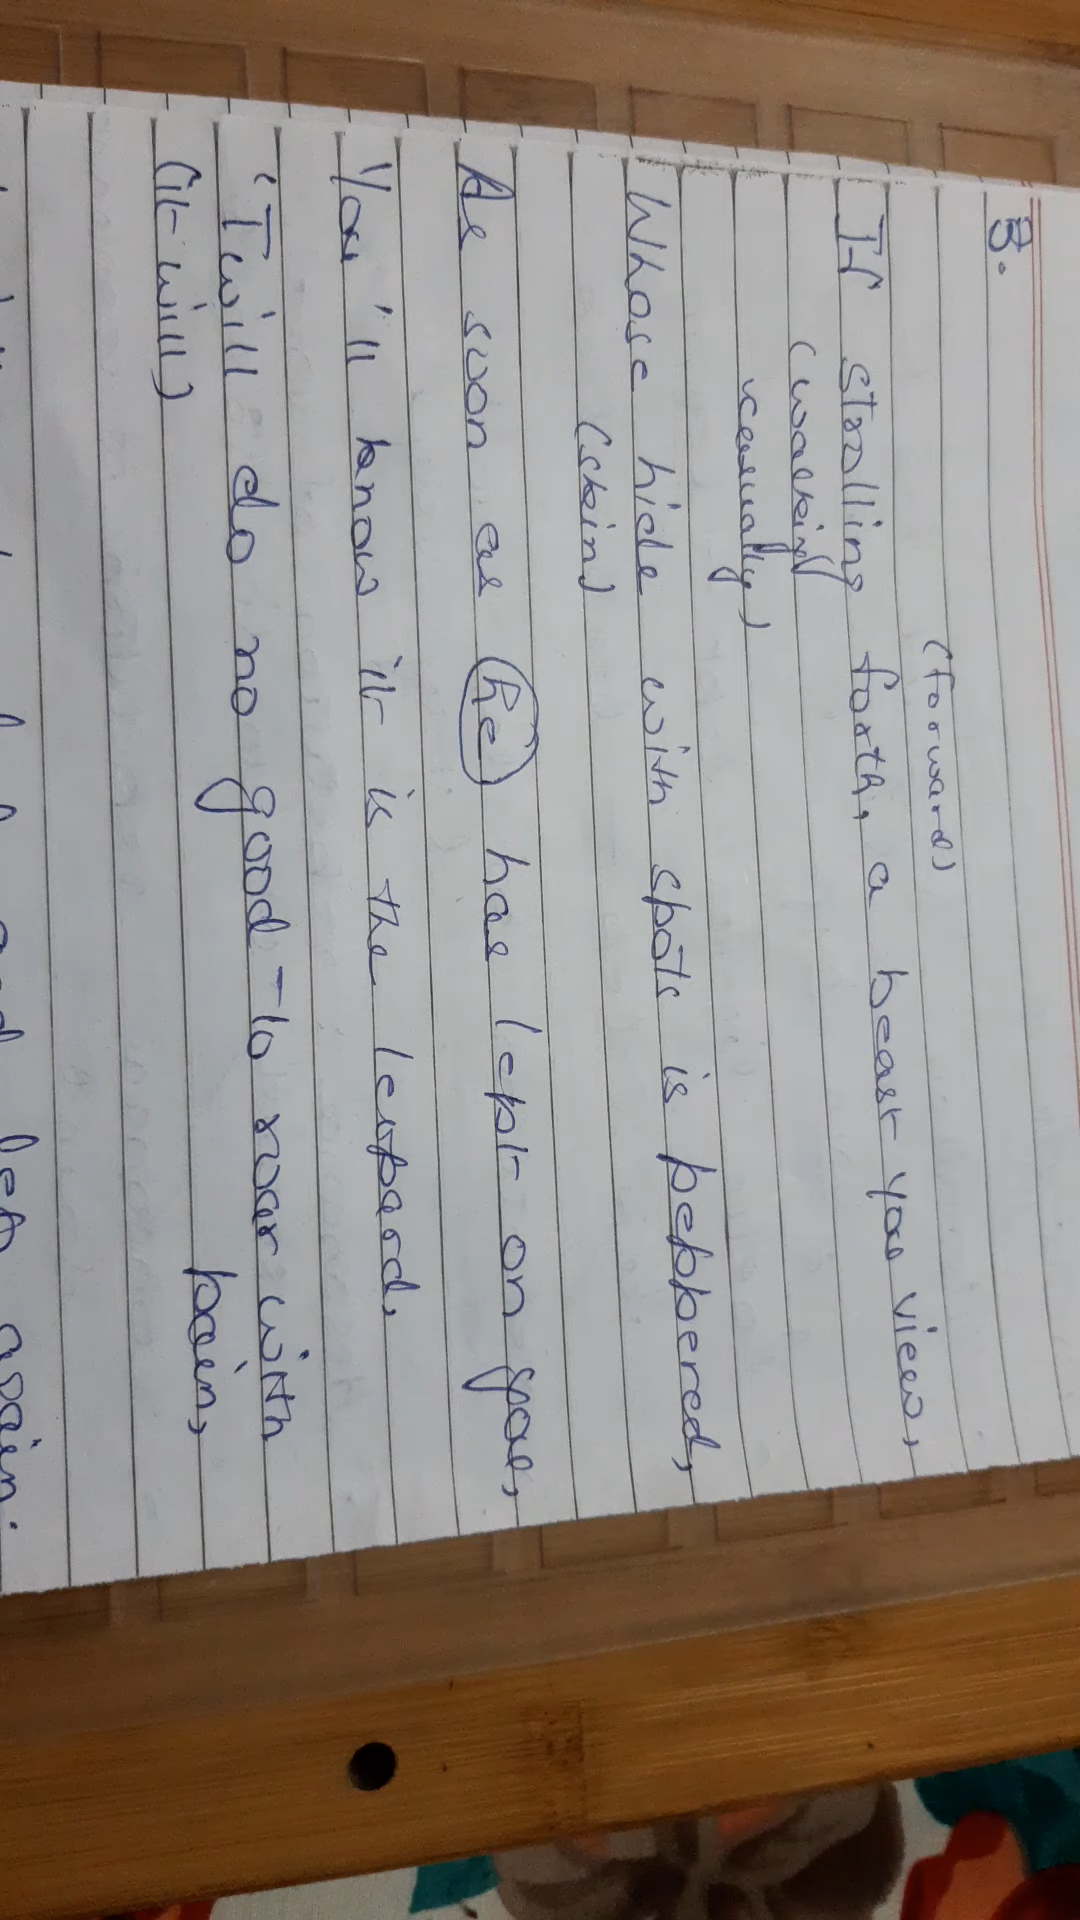 3.
(forward)
If strolling forth, a beast you view,
(walking
casually)
Whose hide with spots is peppered,
(skin)
As soon as he has lept on you,
You'll know it is the leopard.
'Twill do no good to roar with
pain,
(it will)
again.